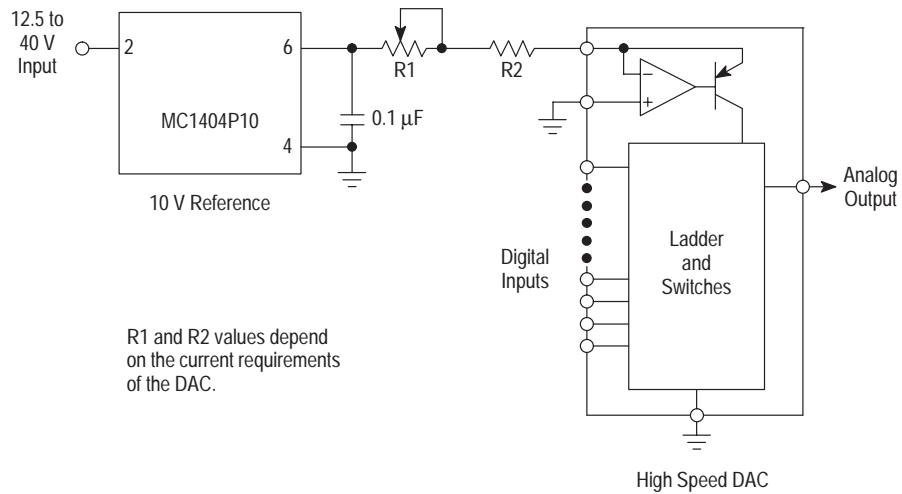 12.5 to
40 V
Input
2
6
4
MC1404P10
10 V Reference
R1
0.1 μF
R2
−
+
Digital
Inputs
Ladder
and
Switches
Analog
Output
R1 and R2 values depend
on the current requirements
of the DAC.
High Speed DAC